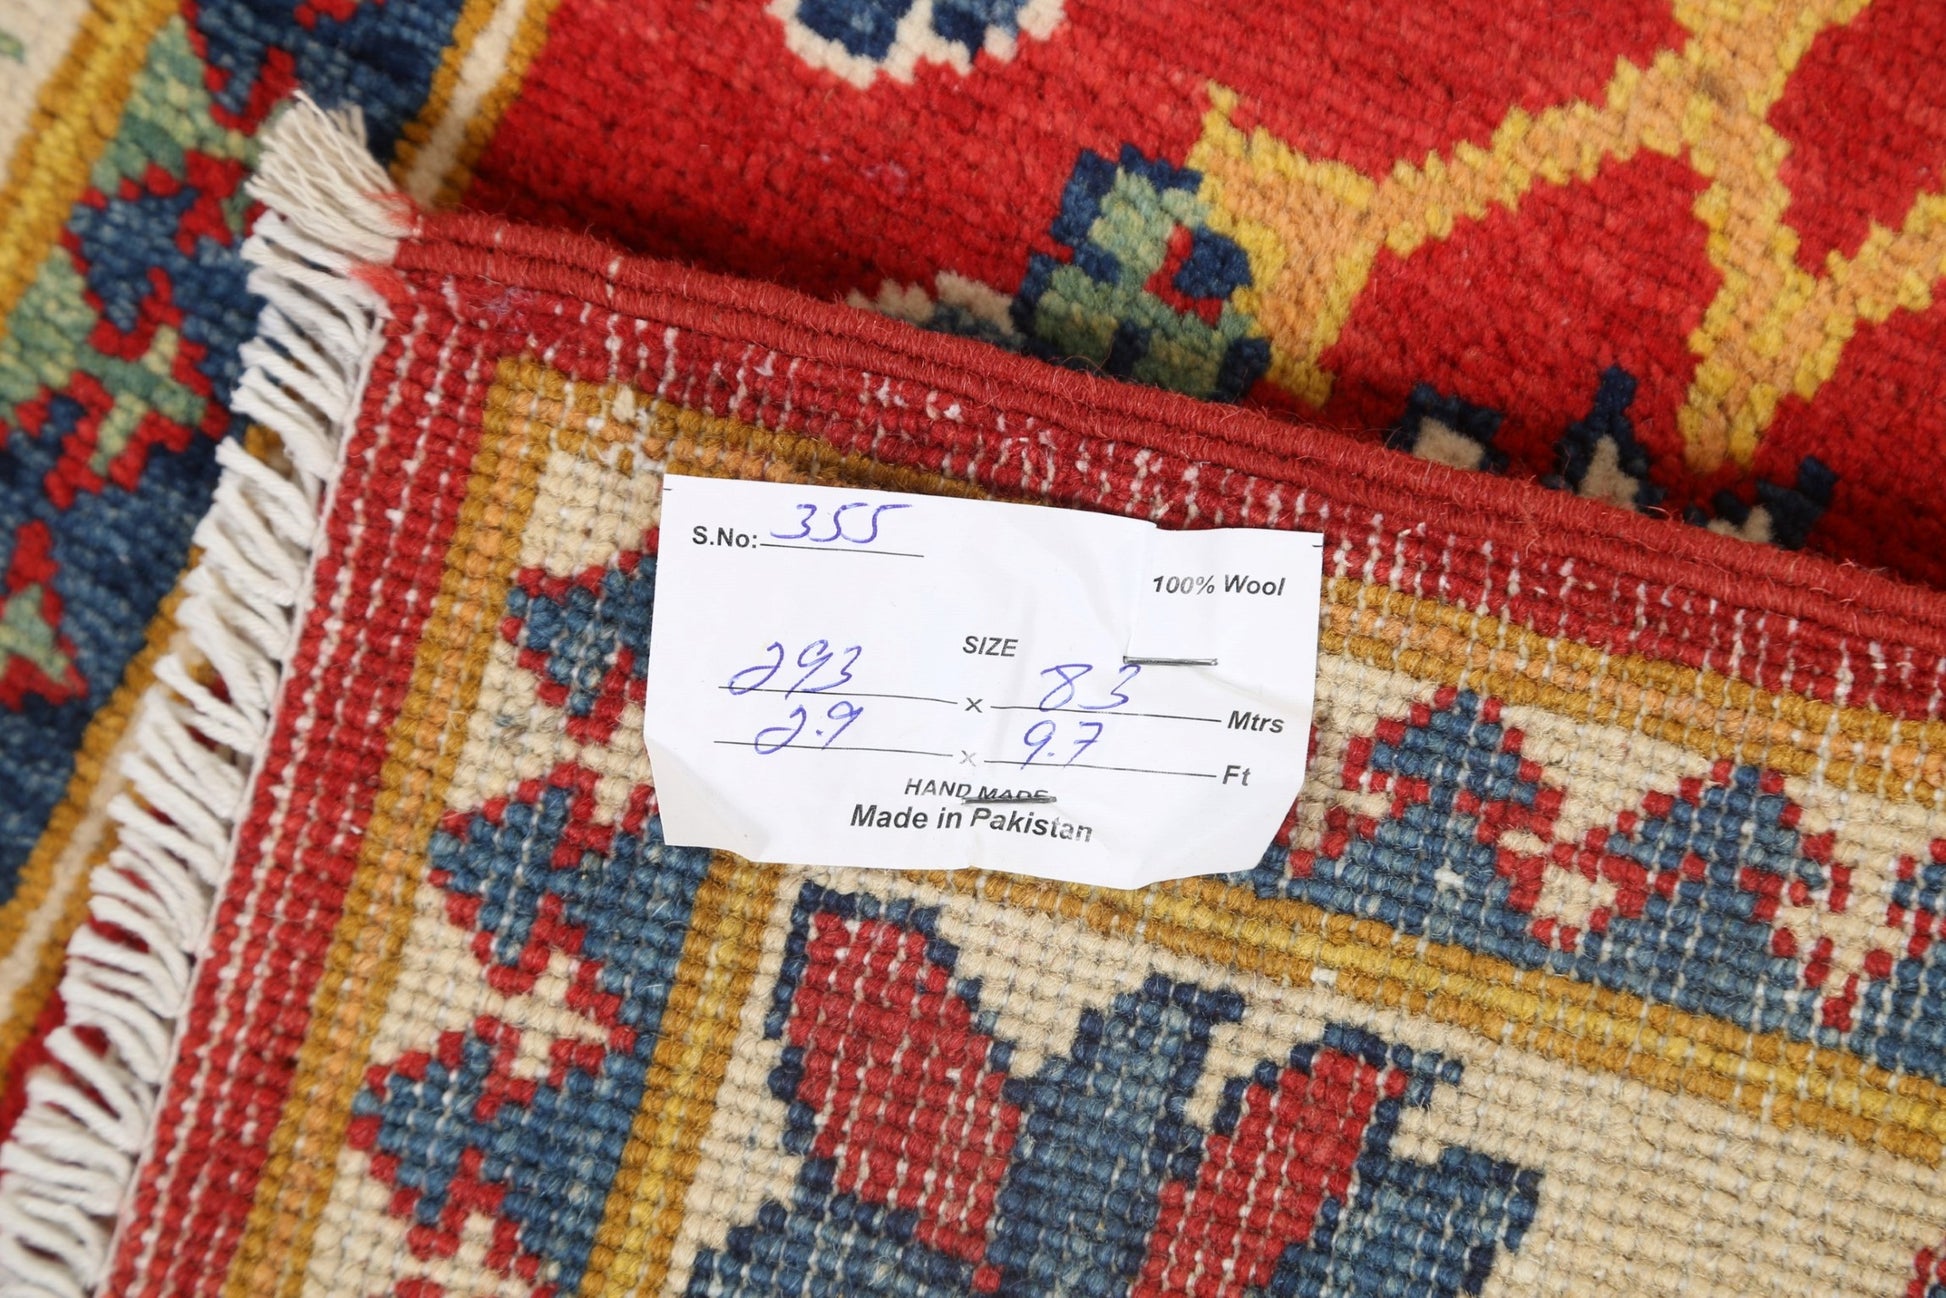 S.No: 355
100% Wool
SIZE
293 x 83 Mtrs
2.9 x 9.7 Ft
HAND MADE
Made in Pakistan